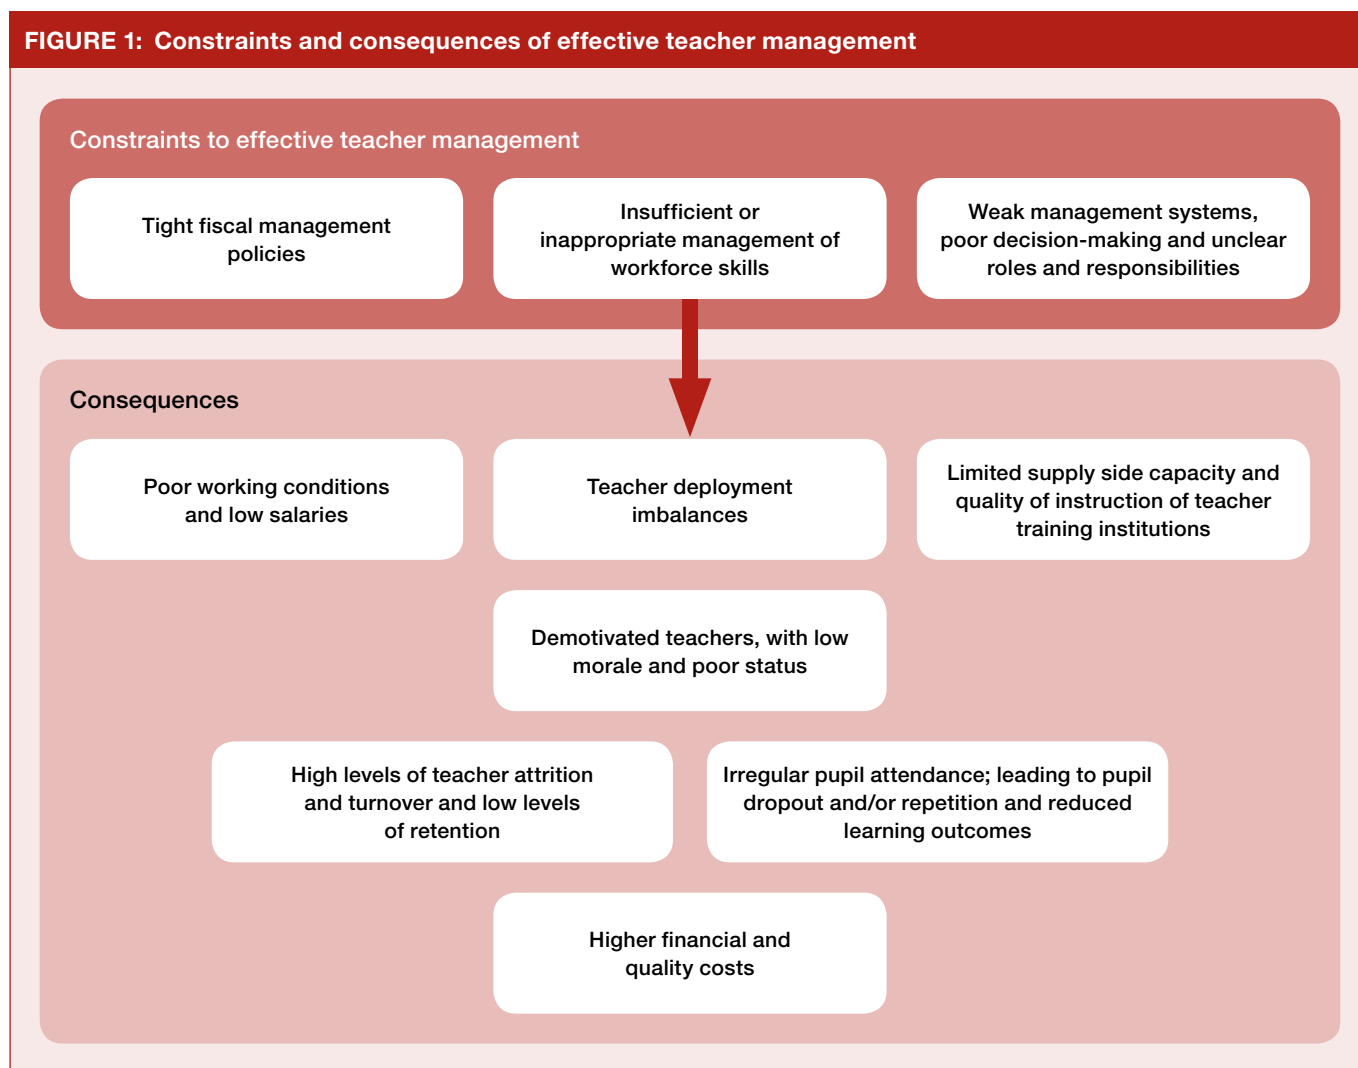 FIGURE 1: Constraints and consequences of effective teacher management
Constraints to effective teacher management
Tight fiscal management
policies
Insufficient or
inappropriate management of
workforce skills
Weak management systems,
poor decision-making and unclear
roles and responsibilities
Consequences
Poor working conditions
and low salaries
Teacher deployment
imbalances
Limited supply side capacity and
quality of instruction of teacher
training institutions
Demotivated teachers, with low
morale and poor status
High levels of teacher attrition
and turnover and low levels
of retention
Irregular pupil attendance; leading to pupil
dropout and/or repetition and reduced
learning outcomes
Higher financial and
quality costs